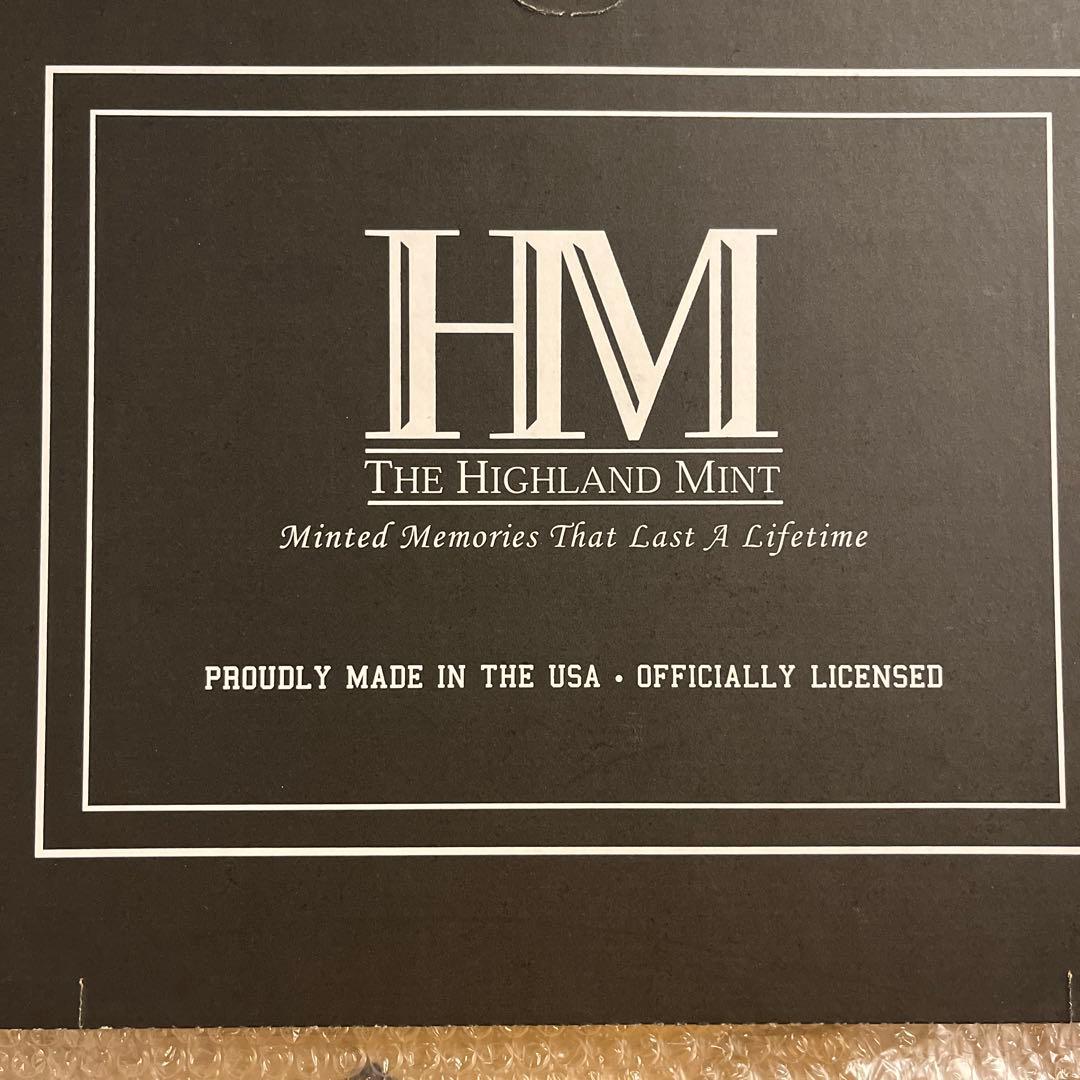 HM
THE HIGHLAND MINT
Minted Memories That Last A Lifetime
PROUDLY MADE IN THE USA • OFFICIALLY LICENSED